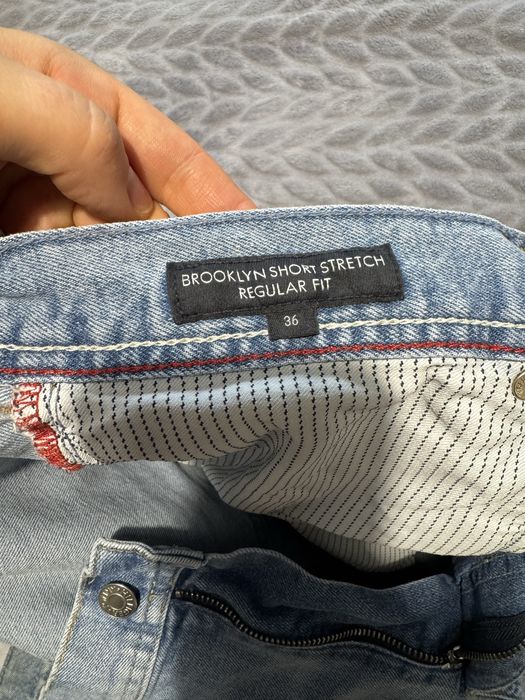 BROOKLYN SHORT STRETCH
REGULAR FIT
36